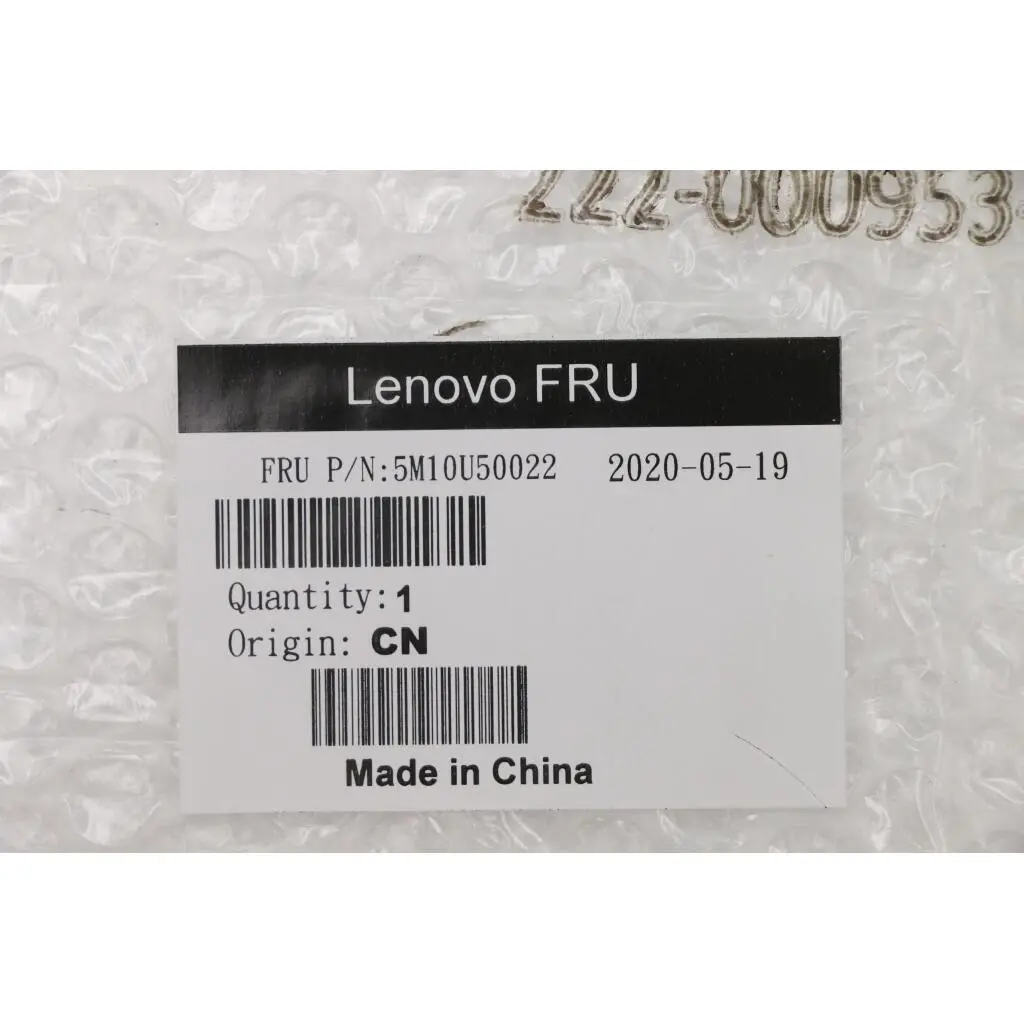 222-000953-
Lenovo FRU
FRU P/N:5M10U50022 2020-05-19
Quantity:1
Origin: CN
Made in China